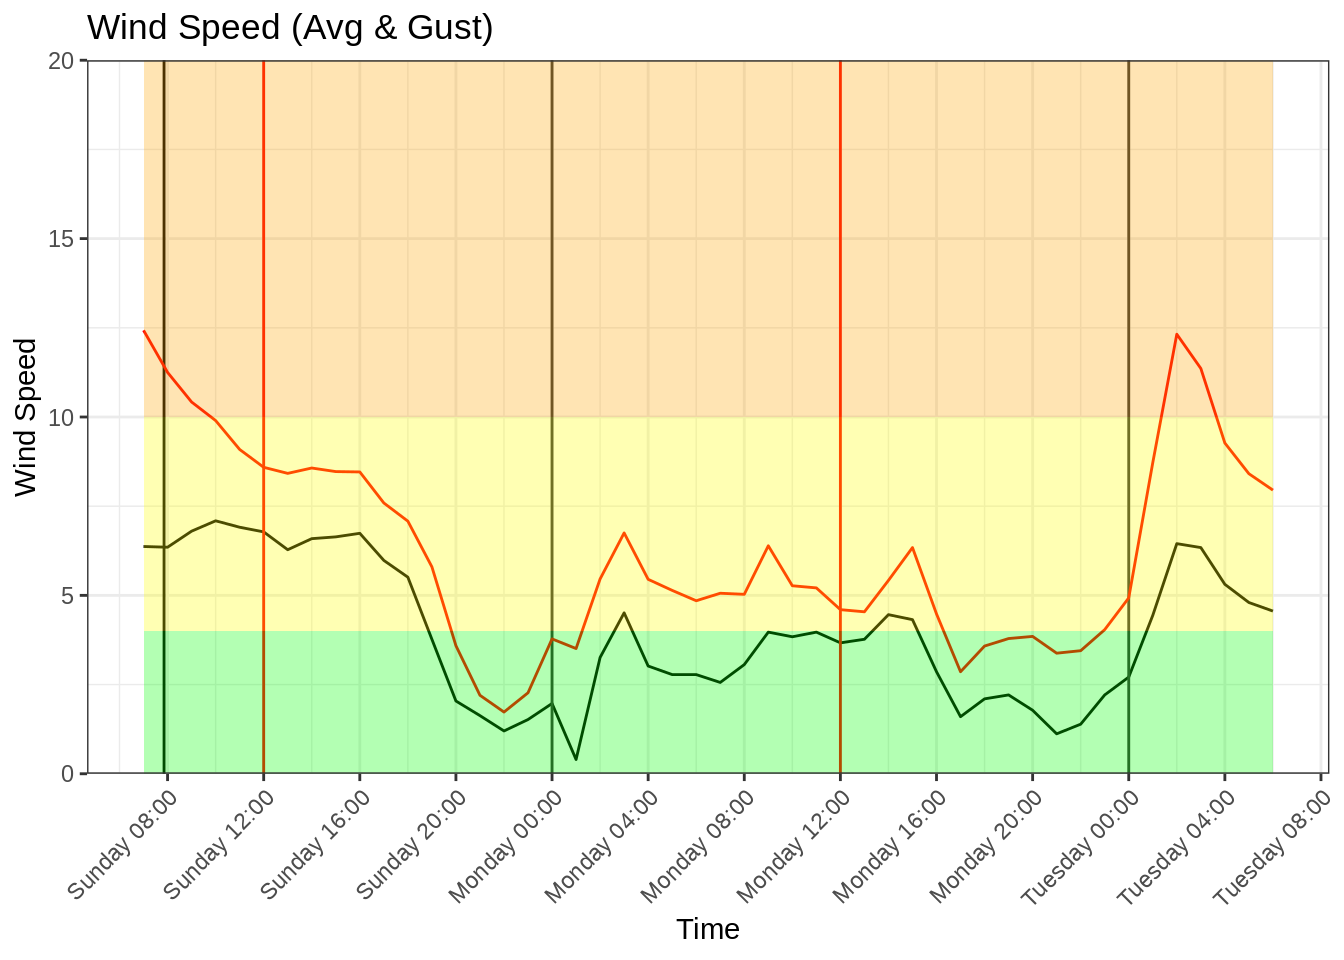 Wind Speed (Avg & Gust)
20
15
10
5
0
Wind Speed
Sunday 08:00
Sunday 12:00
Sunday 16:00
Sunday 20:00
Monday 00:00
Monday 04:00
Monday 08:00
Monday 12:00
Monday 16:00
Monday 20:00
Tuesday 00:00
Tuesday 04:00
Tuesday 08:00
Time